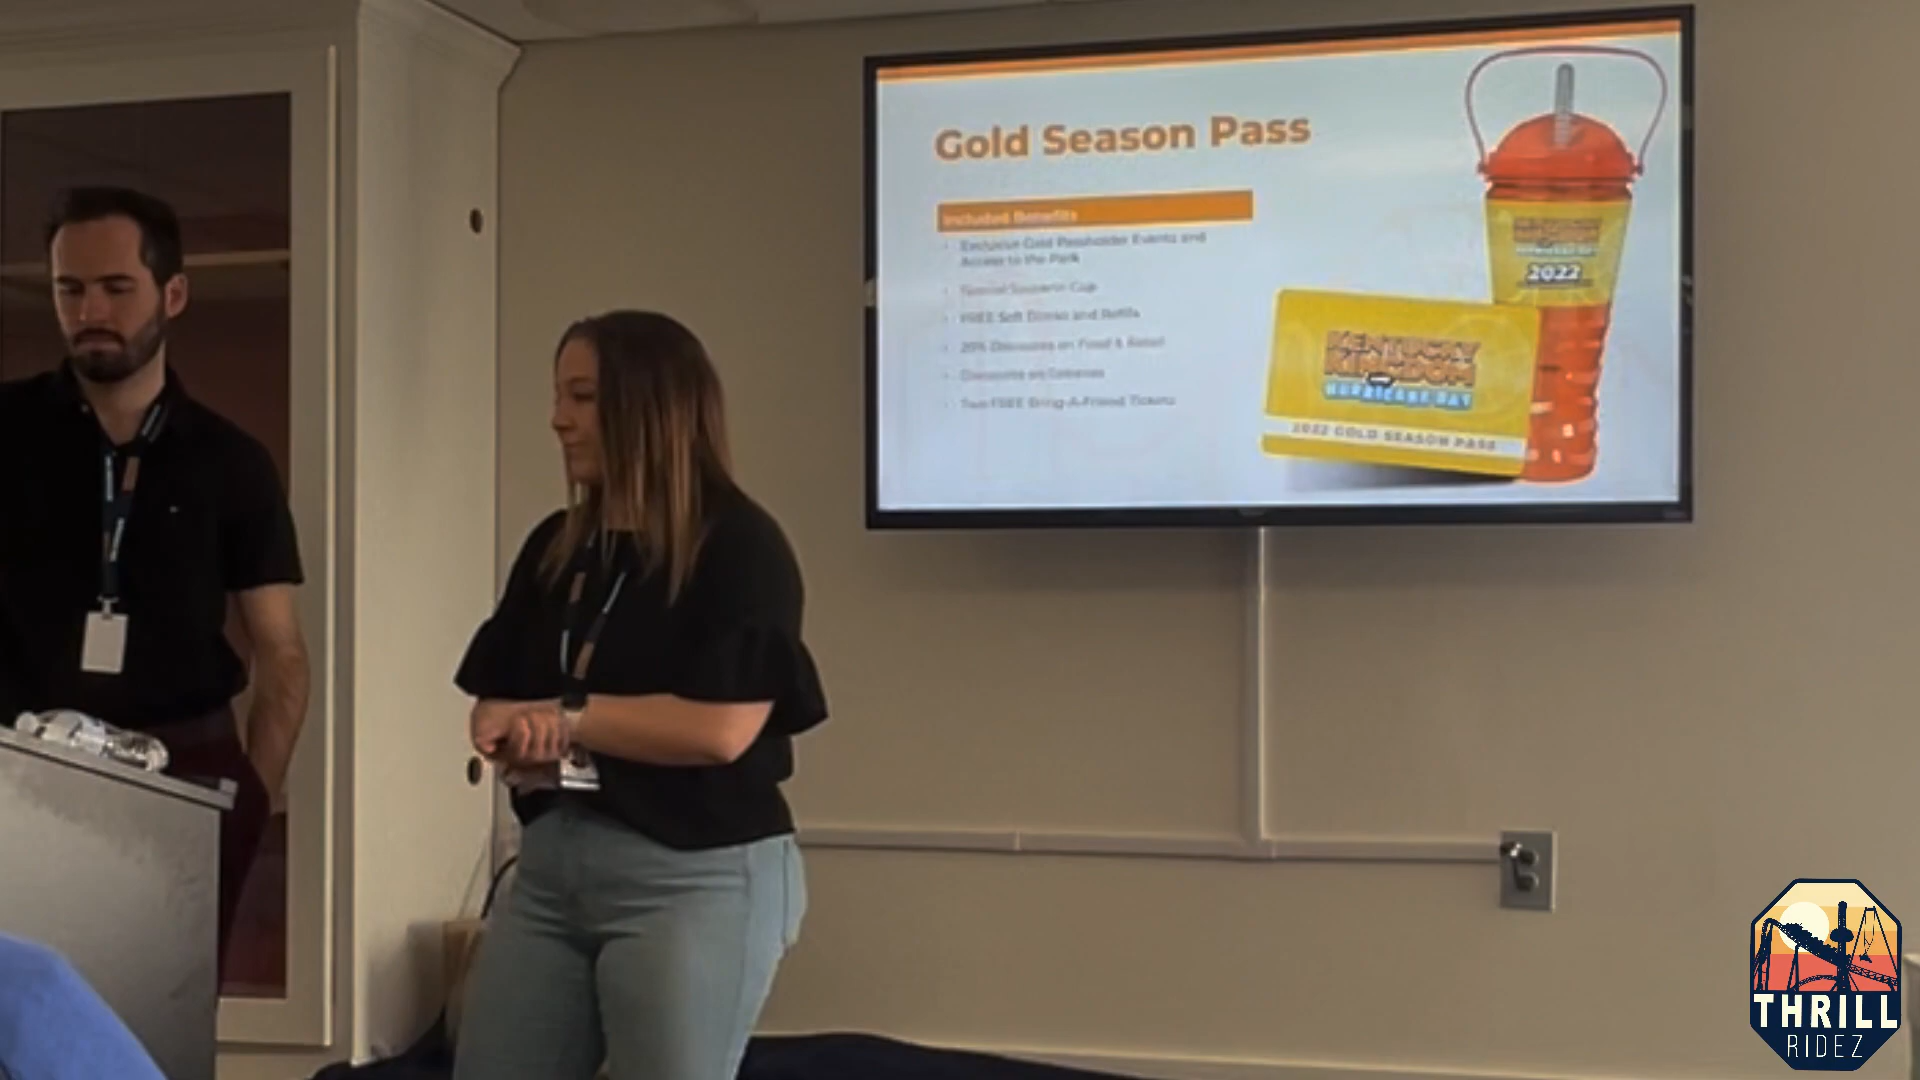 Gold Season Pass
Included Benefits
Exclusive Gold Passholder Events and
Access to the Park
Special Souvenir Cup
FREE Soft Drinks and Refills
20% Discounts on Food & Retail
Discounts on
Two FREE Bring-A-Friend Tickets
2022
KENTUCKY
KINGDOM
HURRICANE BAY
2022 GOLD SEASON PASS
THRILL
RIDEZ